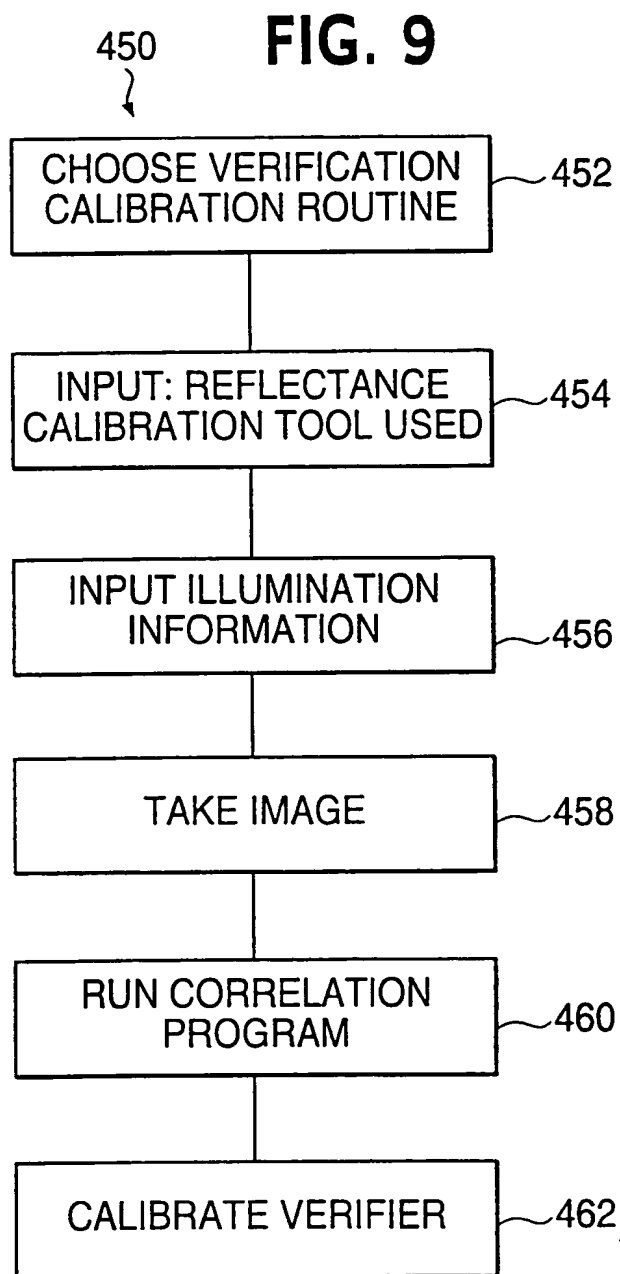 FIG. 9
450
CHOOSE VERIFICATION
CALIBRATION ROUTINE
452
INPUT: REFLECTANCE
CALIBRATION TOOL USED
454
INPUT ILLUMINATION
INFORMATION
456
TAKE IMAGE
458
RUN CORRELATION
PROGRAM
460
CALIBRATE VERIFIER
462